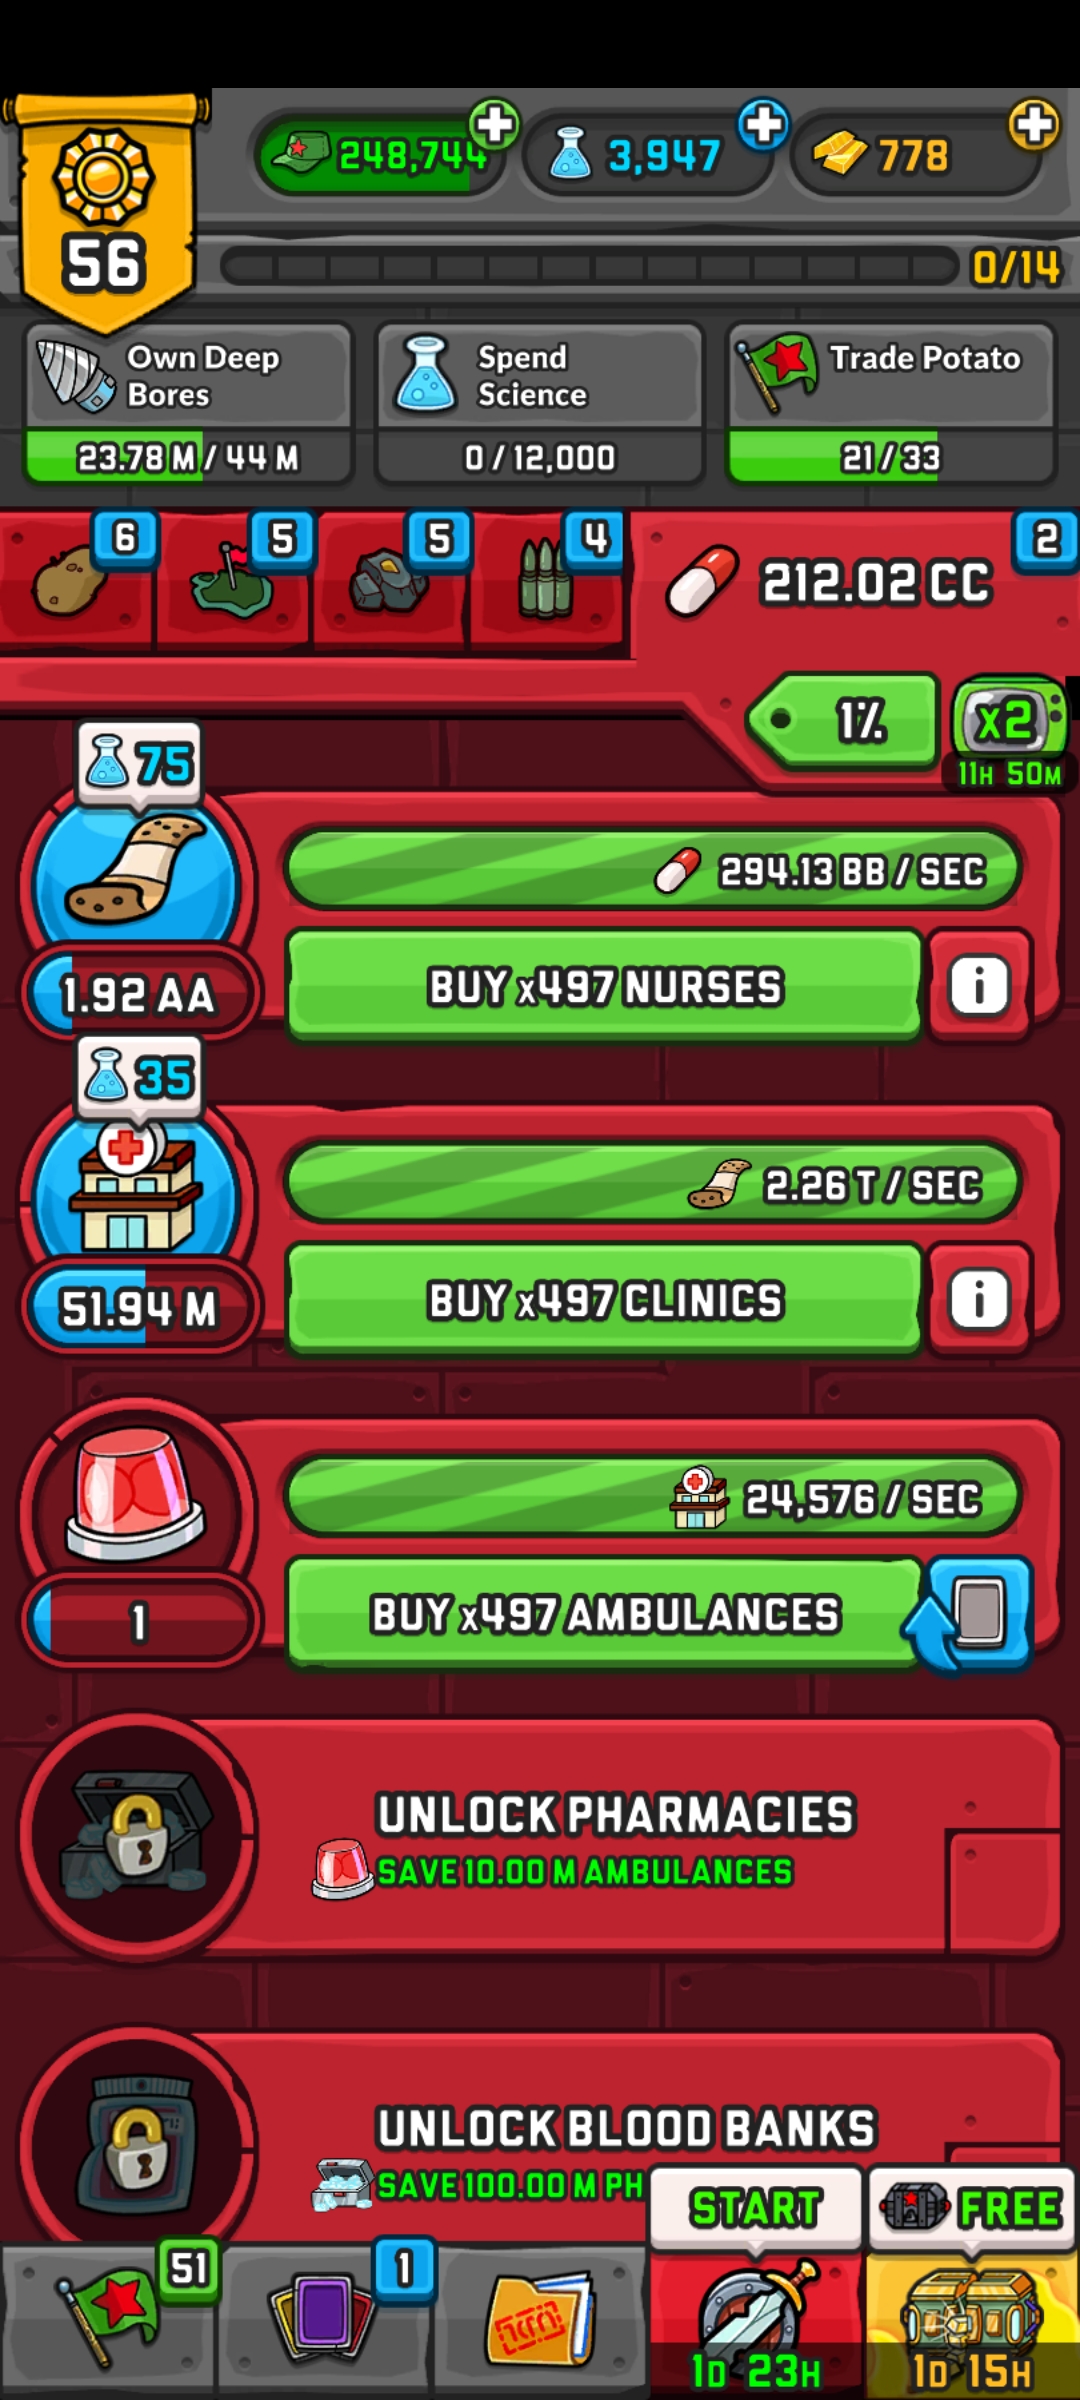 248,744
3,947
778
56
0/14
Own Deep
Bores
23.78 M / 44 M
Spend
Science
0 / 12,000
Trade Potato
21 / 33
6
5
5
4
212.02 CC
2
1%
x2
11H 50M
75
294.13 BB / SEC
1.92 AA
BUY x497 NURSES
i
35
2.26 T / SEC
51.94 M
BUY x497 CLINICS
i
24,576 / SEC
1
BUY x497 AMBULANCES
UNLOCK PHARMACIES
SAVE 10.00 M AMBULANCES
UNLOCK BLOOD BANKS
SAVE 100.00 M PH
START
FREE
51
1
1D 23H
1D 15H